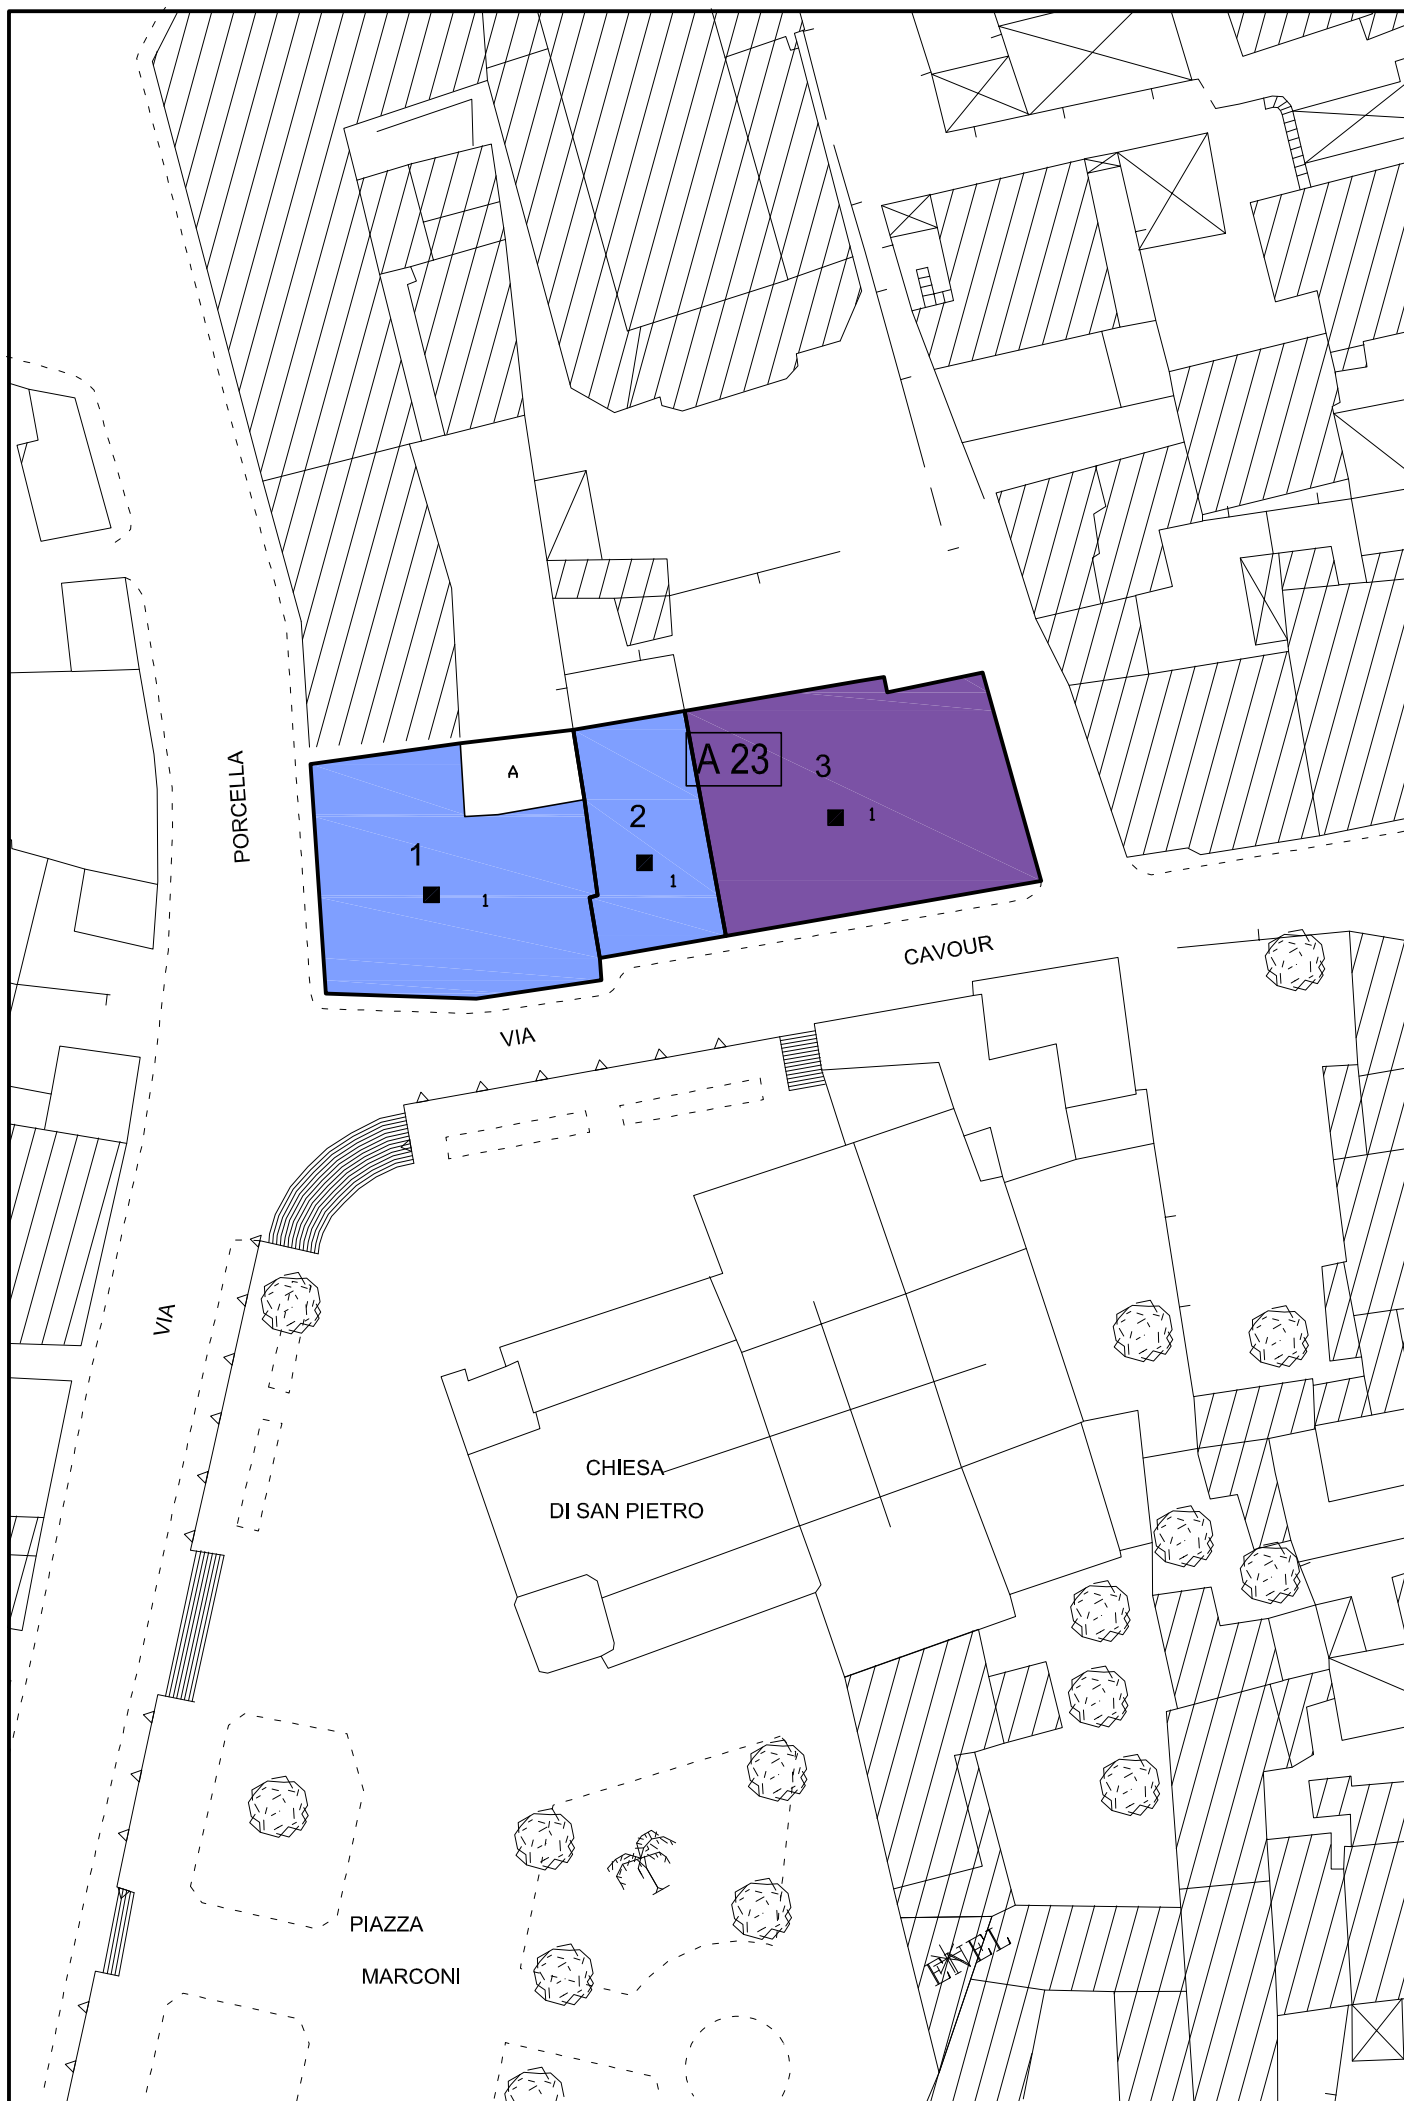 A 23
3
A
PORCELLA
2
1
1
1
1
CAVOUR
VIA
VIA
CHIESA
DI SAN PIETRO
PIAZZA
MARCONI
ENEL